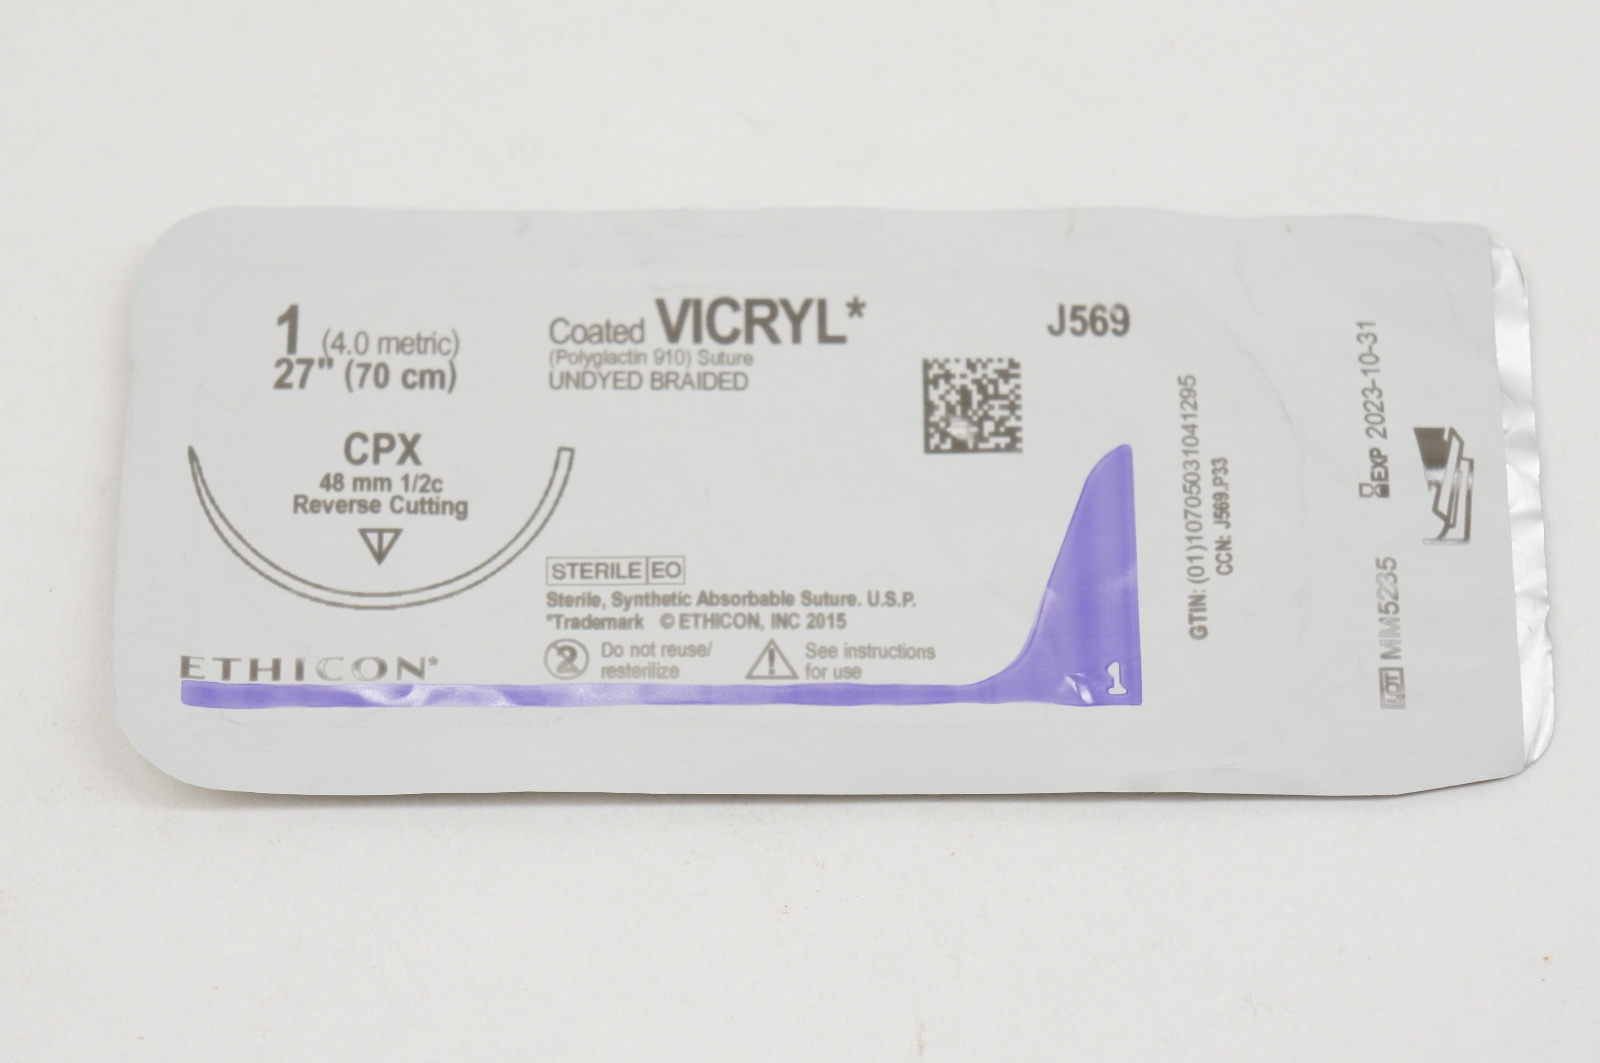 1 (4.0 metric)
27" (70 cm)
CPX
48 mm 1/2c
Reverse Cutting
ETHICON*
Coated VICRYL*
(Polyglactin 910) Suture
UNDYED BRAIDED
J569
STERILE EO
Sterile, Synthetic Absorbable Suture. U.S.P.
*Trademark © ETHICON, INC 2015
2
Do not reuse/
resterilize
See instructions
for use
1
GTIN: (01)10705031041295
CCN: J569.P33
EXP 2023-10-31
LOT MM5235